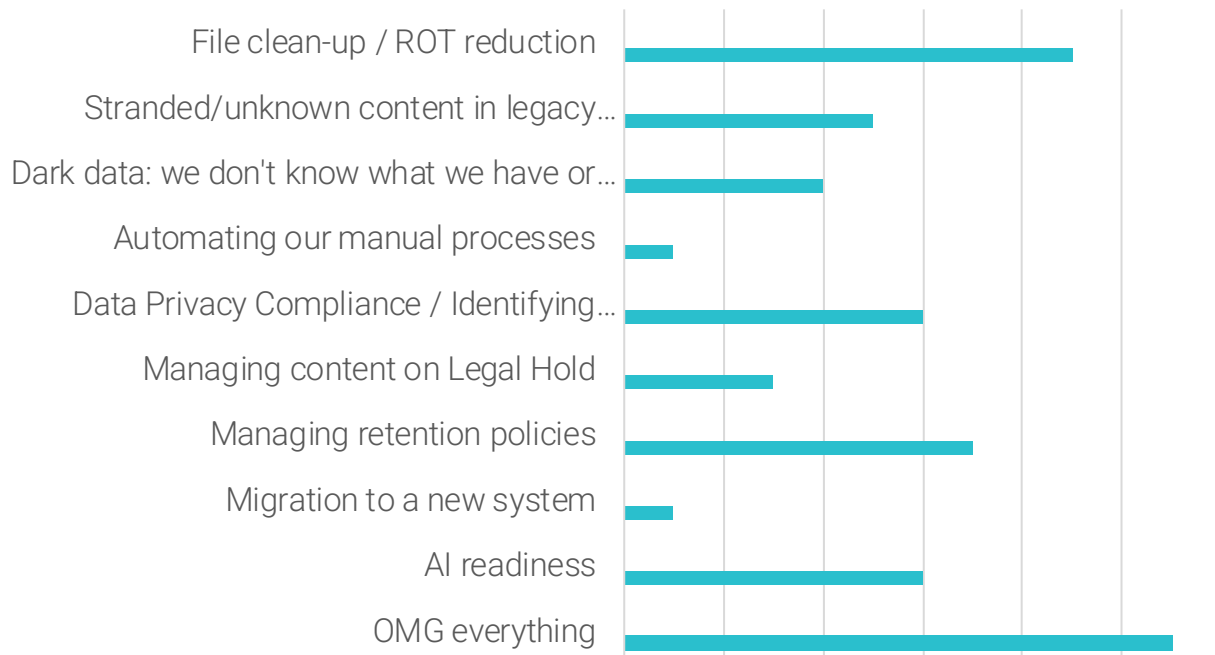 File clean-up / ROT reduction
Stranded/unknown content in legacy...
Dark data: we don't know what we have or...
Automating our manual processes
Data Privacy Compliance / Identifying...
Managing content on Legal Hold
Managing retention policies
Migration to a new system
AI readiness
OMG everything